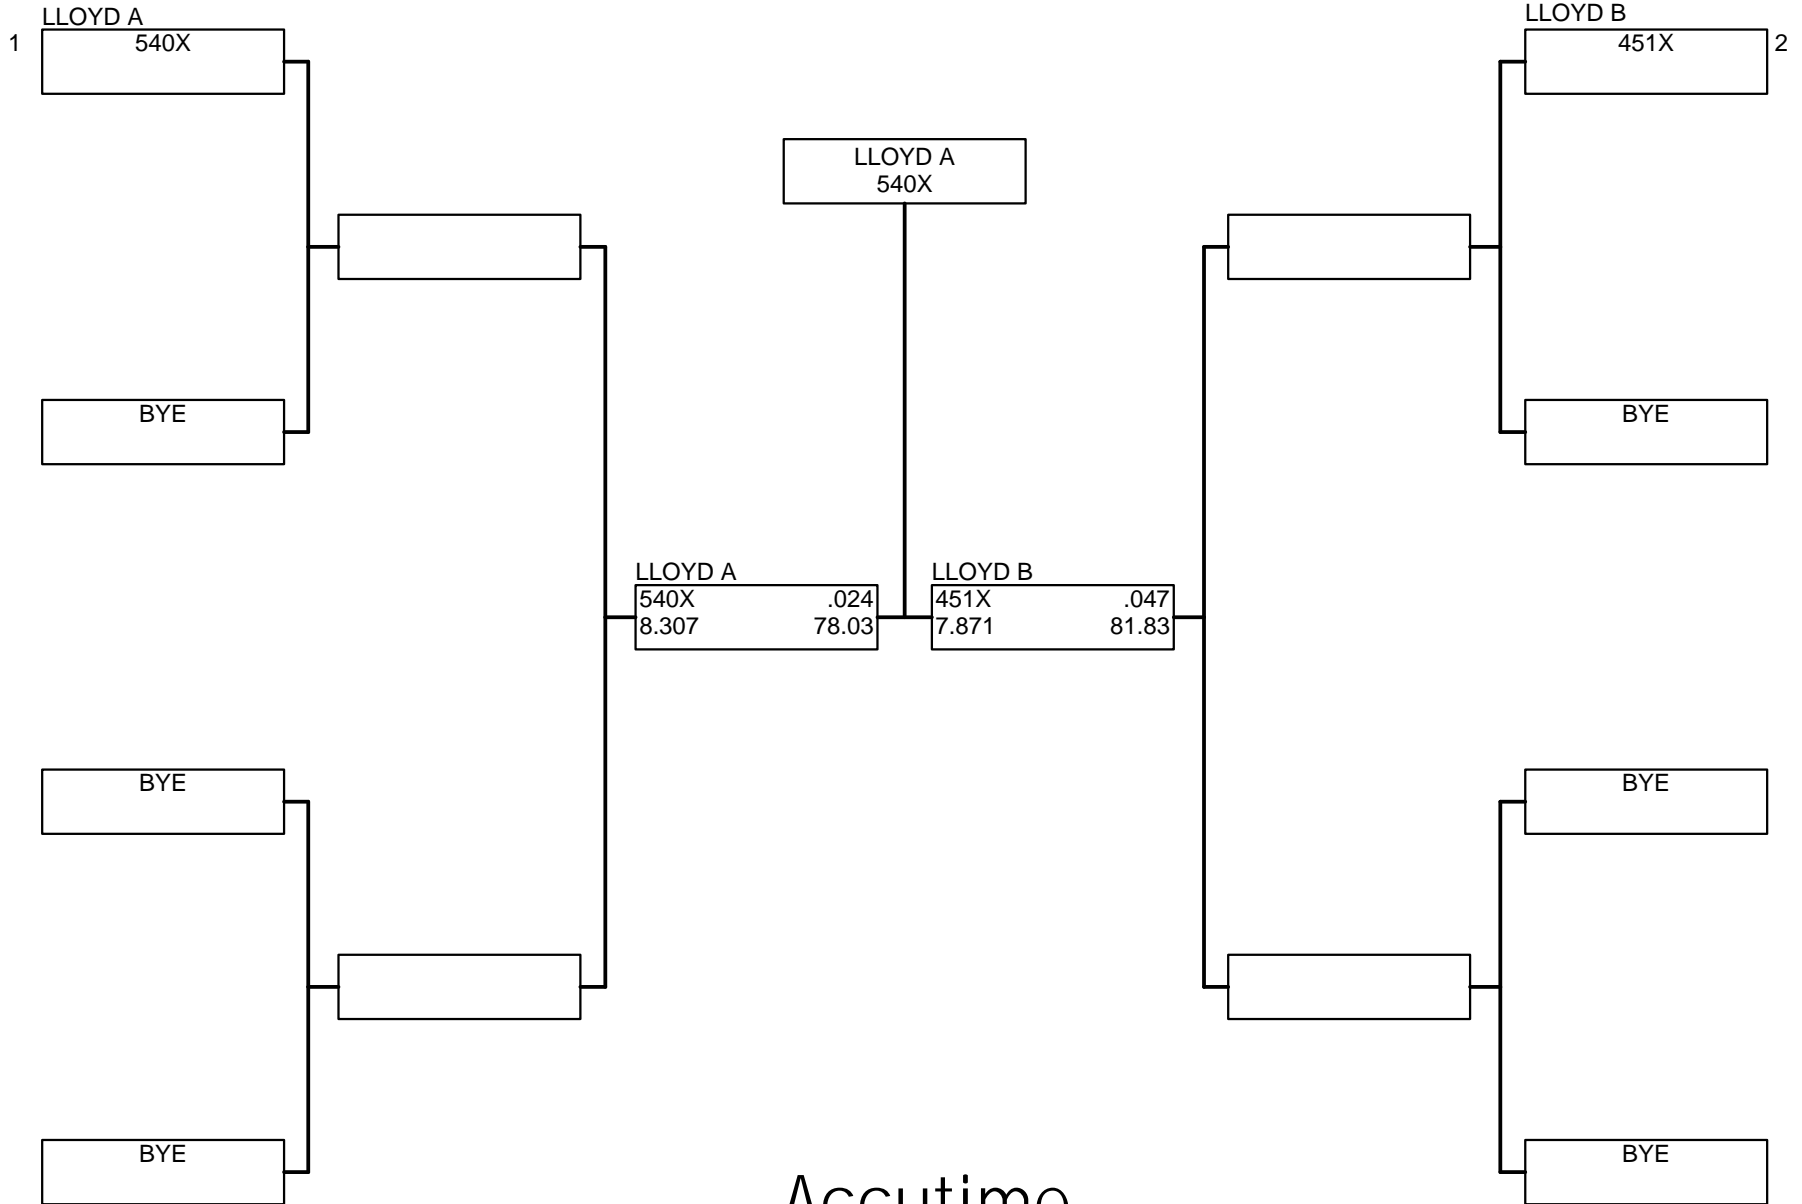 LLOYD A
1 540X
LLOYD B
451X 2
LLOYD A
540X
BYE
BYE
LLOYD A
540X .024
8.307 78.03
LLOYD B
451X .047
7.871 81.83
BYE
BYE
BYE
BYE
Accutime